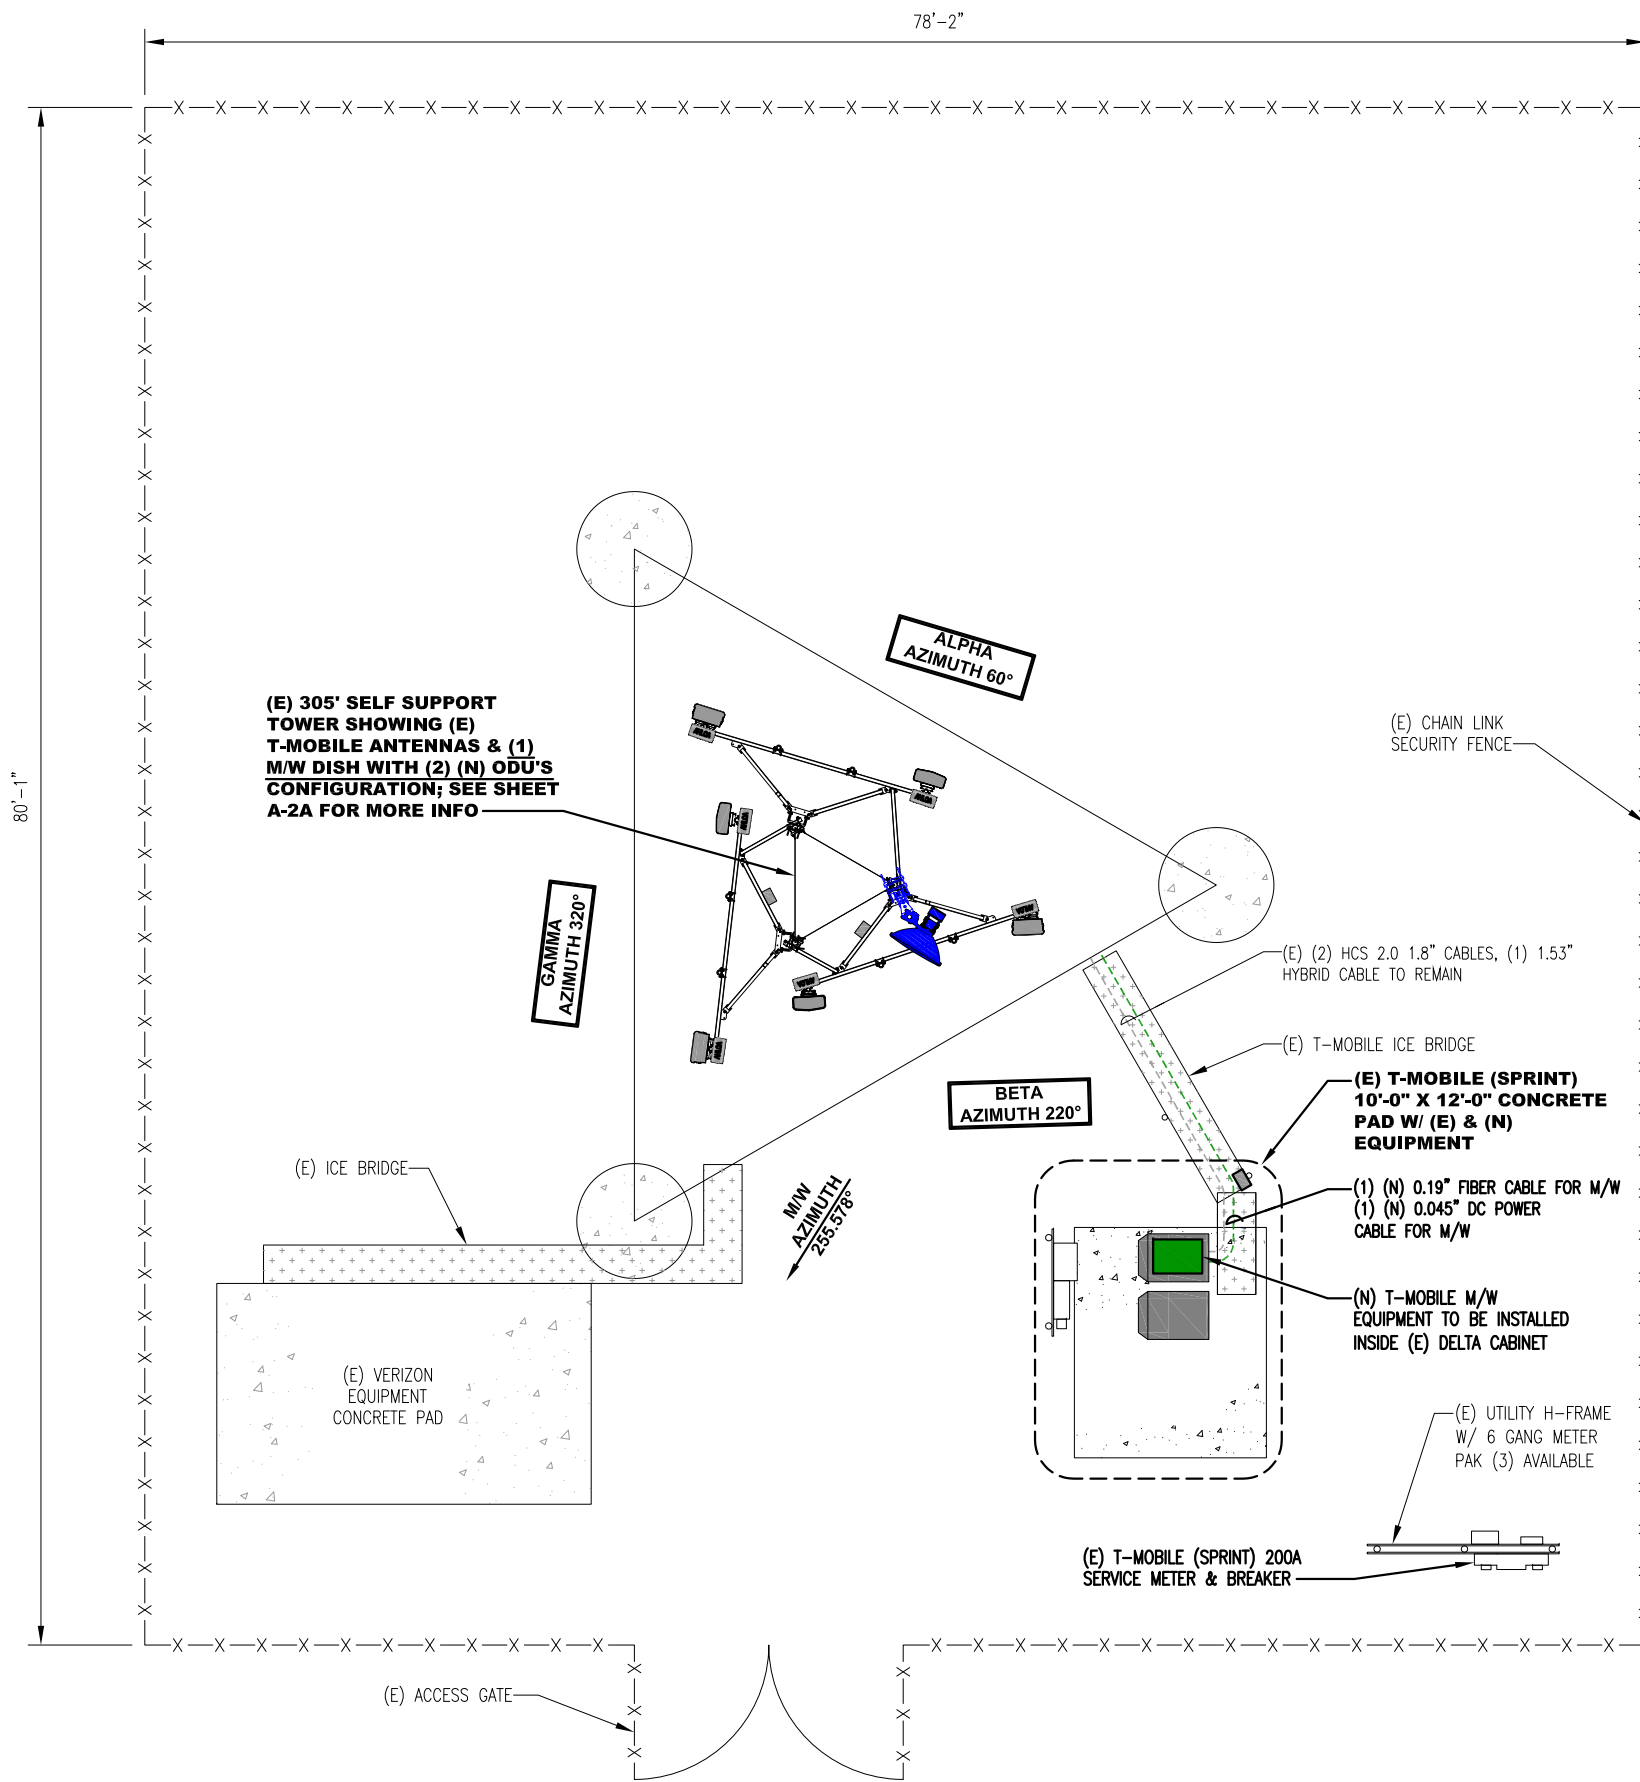 78'-2"
80'-1"
ALPHA
AZIMUTH 60°
(E) 305' SELF SUPPORT
TOWER SHOWING (E)
T-MOBILE ANTENNAS & (1)
M/W DISH WITH (2) (N) ODU'S
CONFIGURATION; SEE SHEET
A-2A FOR MORE INFO
(E) CHAIN LINK
SECURITY FENCE
GAMMA
AZIMUTH 320°
(E) (2) HCS 2.0 1.8" CABLES, (1) 1.53"
HYBRID CABLE TO REMAIN
(E) T-MOBILE ICE BRIDGE
BETA
AZIMUTH 220°
(E) T-MOBILE (SPRINT)
10'-0" X 12'-0" CONCRETE
PAD W/ (E) & (N)
EQUIPMENT
(E) ICE BRIDGE
M/W
AZIMUTH
255.578°
(1) (N) 0.19" FIBER CABLE FOR M/W
(1) (N) 0.045" DC POWER
CABLE FOR M/W
(N) T-MOBILE M/W
EQUIPMENT TO BE INSTALLED
INSIDE (E) DELTA CABINET
(E) VERIZON
EQUIPMENT
CONCRETE PAD
(E) UTILITY H-FRAME
W/ 6 GANG METER
PAK (3) AVAILABLE
(E) T-MOBILE (SPRINT) 200A
SERVICE METER & BREAKER
(E) ACCESS GATE